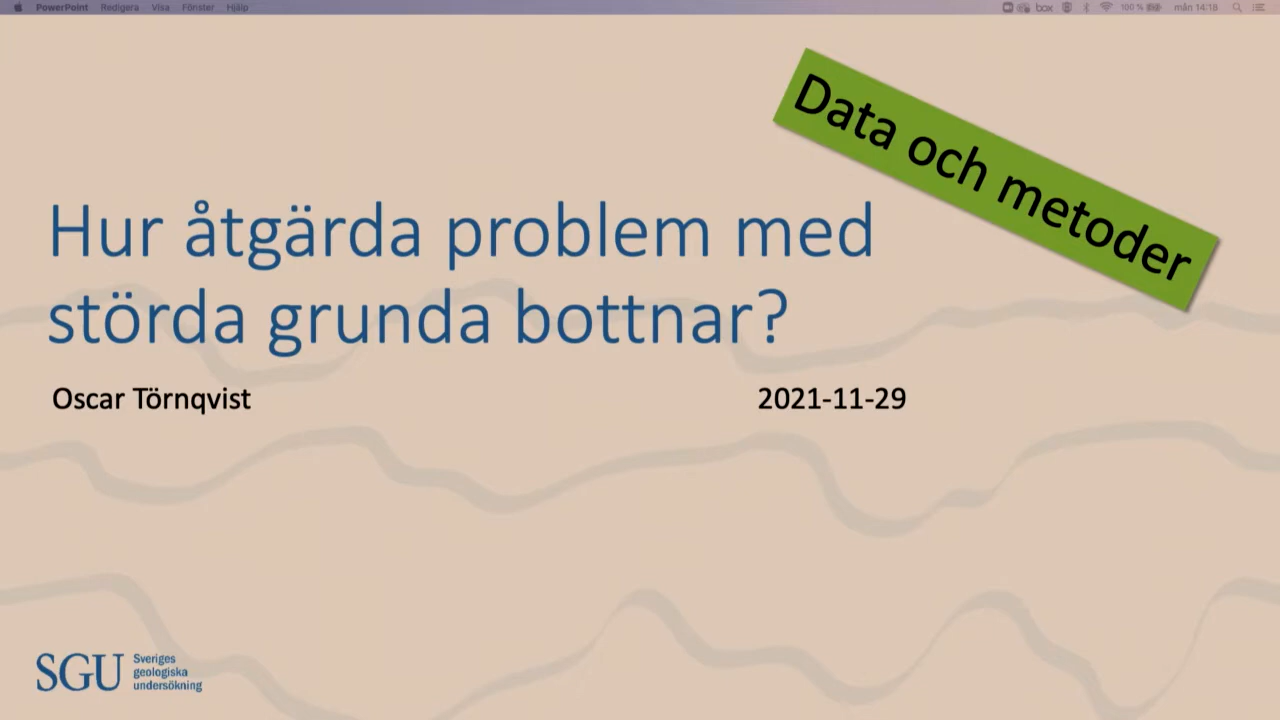 PowerPoint Redigera Visa Fönster Hjälp
box 100 % mån 14:18
Data och metoder
Hur åtgärda problem med
störda grunda bottnar?
Oscar Törnqvist 2021-11-29
SGU
Sveriges
geologiska
undersökning